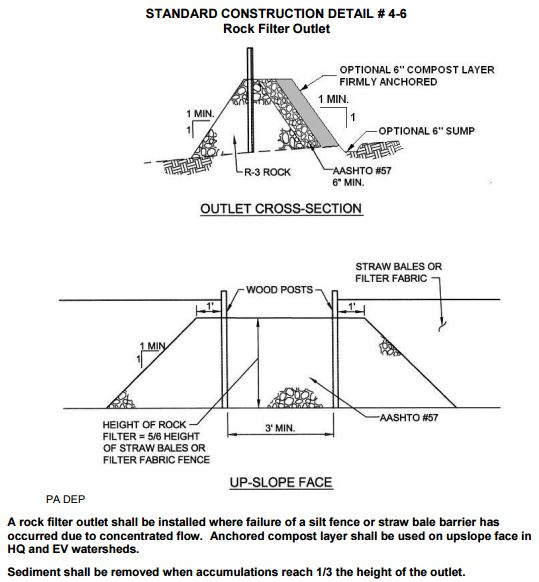 STANDARD CONSTRUCTION DETAIL # 4-6
Rock Filter Outlet
OPTIONAL 6" COMPOST LAYER
FIRMLY ANCHORED
1 MIN.
1
1 MIN.
1
OPTIONAL 6" SUMP
R-3 ROCK
AASHTO #57
6" MIN.
OUTLET CROSS-SECTION
STRAW BALES OR
FILTER FABRIC
WOOD POSTS
1'
1'
1 MIN
1
HEIGHT OF ROCK
FILTER = 5/6 HEIGHT
OF STRAW BALES OR
FILTER FABRIC FENCE
3' MIN.
AASHTO #57
UP-SLOPE FACE
PA DEP
A rock filter outlet shall be installed where failure of a silt fence or straw bale barrier has
occurred due to concentrated flow. Anchored compost layer shall be used on upslope face in
HQ and EV watersheds.
Sediment shall be removed when accumulations reach 1/3 the height of the outlet.